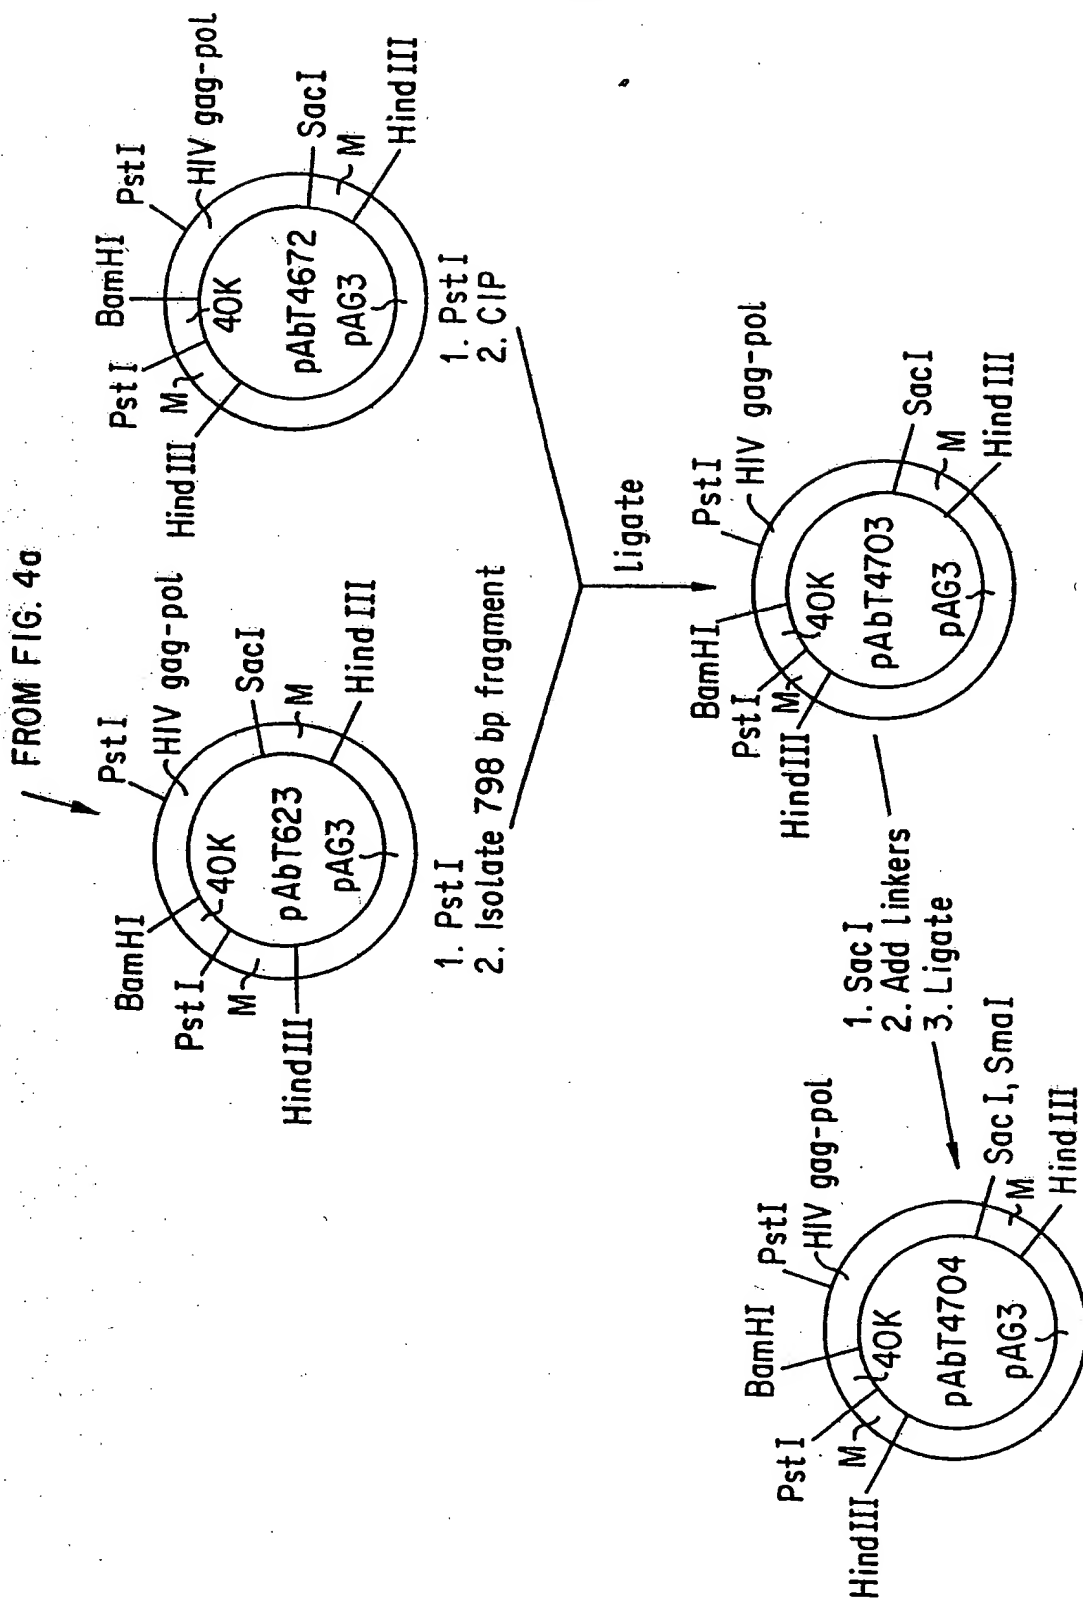 FROM FIG. 4a
BamHI
PstI
HIV gag-pol
PstI
40K
SacI
M
pAbT623
M
HindIII
pAG3
HindIII
BamHI
PstI
PstI
HIV gag-pol
M
40K
SacI
HindIII
pAbT4672
M
pAG3
HindIII
1. PstI
2. Isolate 798 bp fragment
1. PstI
2. CIP
Ligate
BamHI
PstI
PstI
HIV gag-pol
M
40K
HindIII
pAbT4703
SacI
pAG3
M
HindIII
1. SacI
2. Add linkers
3. Ligate
BamHI
PstI
PstI
HIV gag-pol
M
40K
HindIII
pAbT4704
SacI, SmaI
pAG3
M
HindIII